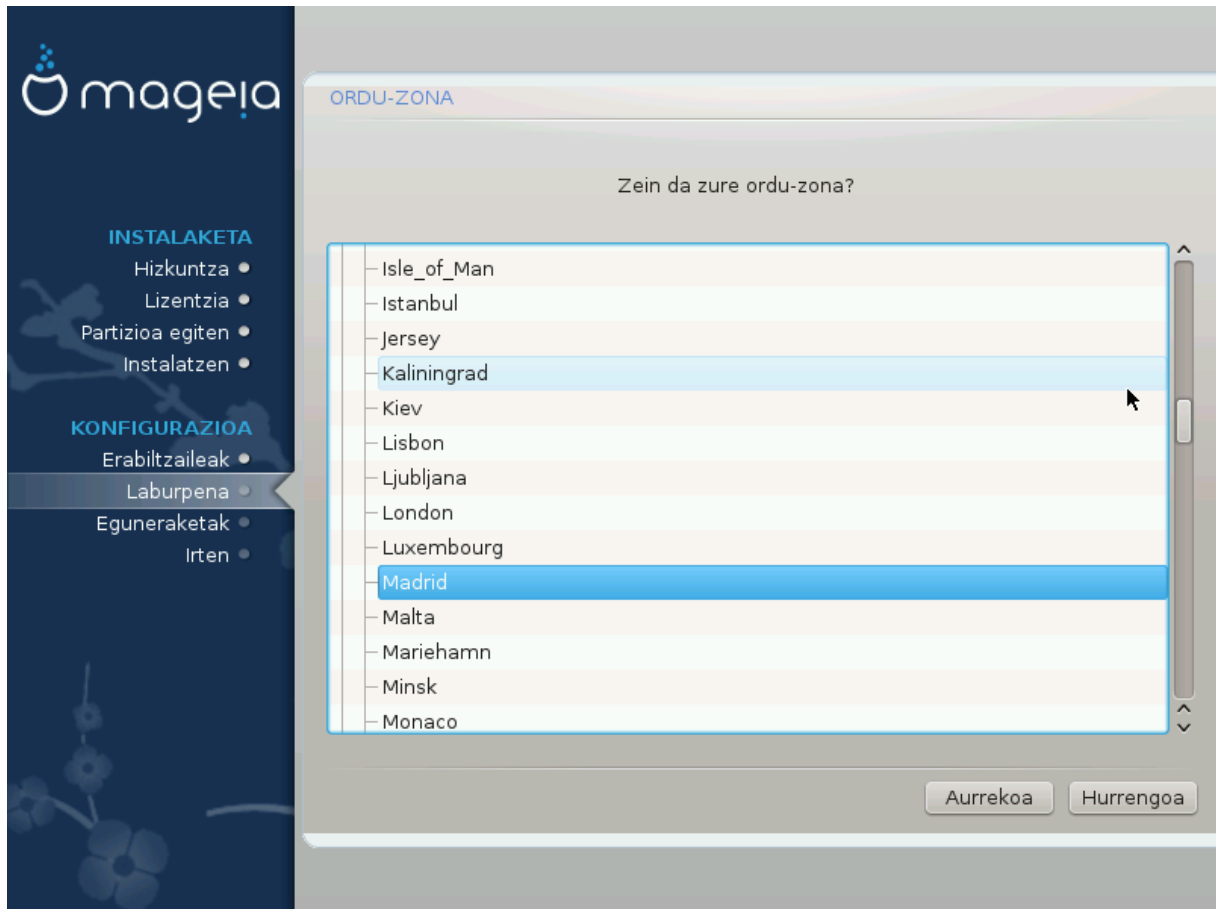 mageia
INSTALAKETA
Hizkuntza
Lizentzia
Partizioa egiten
Instalatzen
KONFIGURAZIOA
Erabiltzaileak
Laburpena
Eguneraketak
Irten
ORDU-ZONA
Zein da zure ordu-zona?
Isle_of_Man
Istanbul
Jersey
Kaliningrad
Kiev
Lisbon
Ljubljana
London
Luxembourg
Madrid
Malta
Mariehamn
Minsk
Monaco
Aurrekoa
Hurrengoa